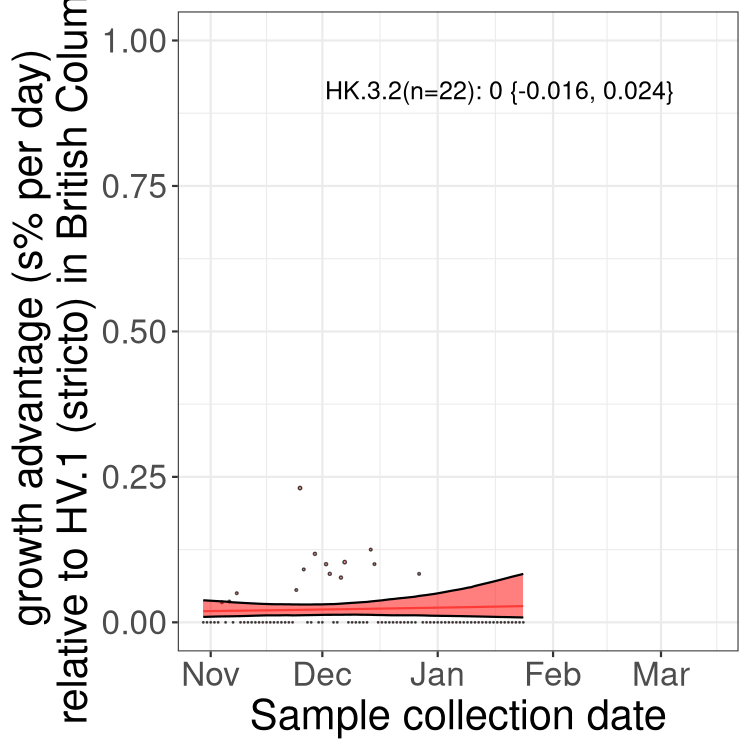 growth advantage (s% per day)
relative to HV.1 (stricto) in British Colum
1.00
0.75
0.50
0.25
0.00
HK.3.2(n=22): 0 {-0.016, 0.024}
Nov Dec Jan Feb Mar
Sample collection date